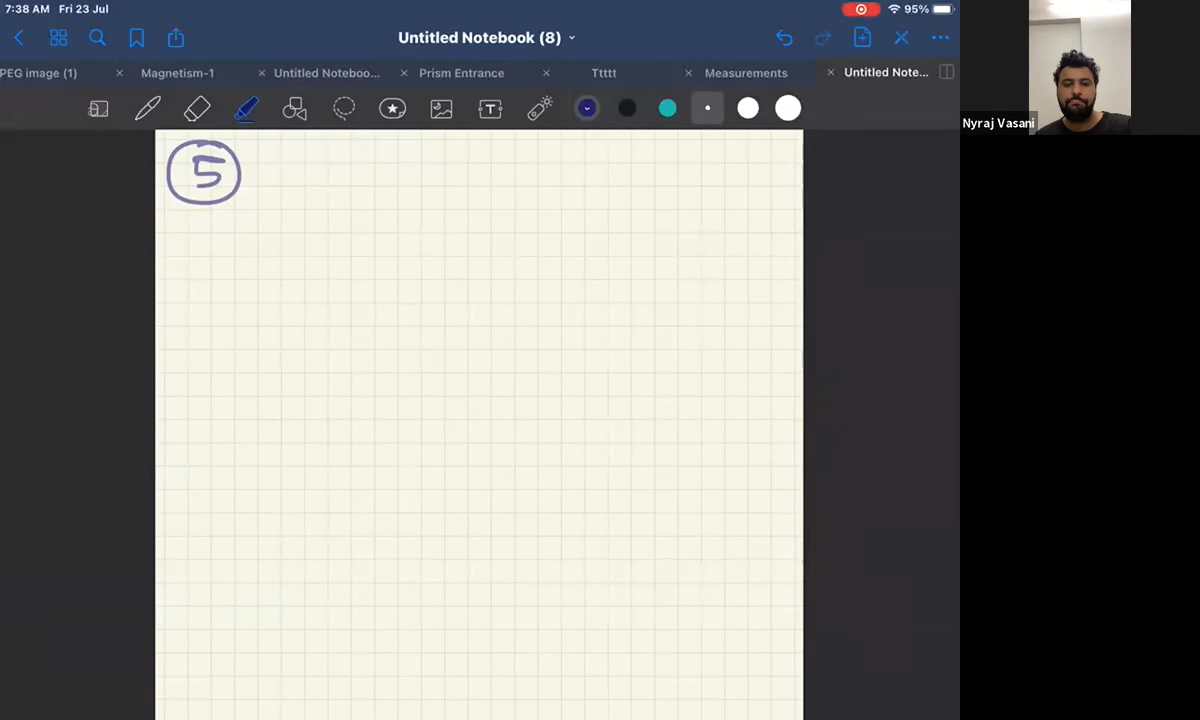 7:38 AM Fri 23 Jul
95%
Untitled Notebook (8)
PEG image (1)
Magnetism-1
Untitled Noteboo...
Prism Entrance
Ttttt
Measurements
Untitled Note...
T
5
Nyraj Vasani